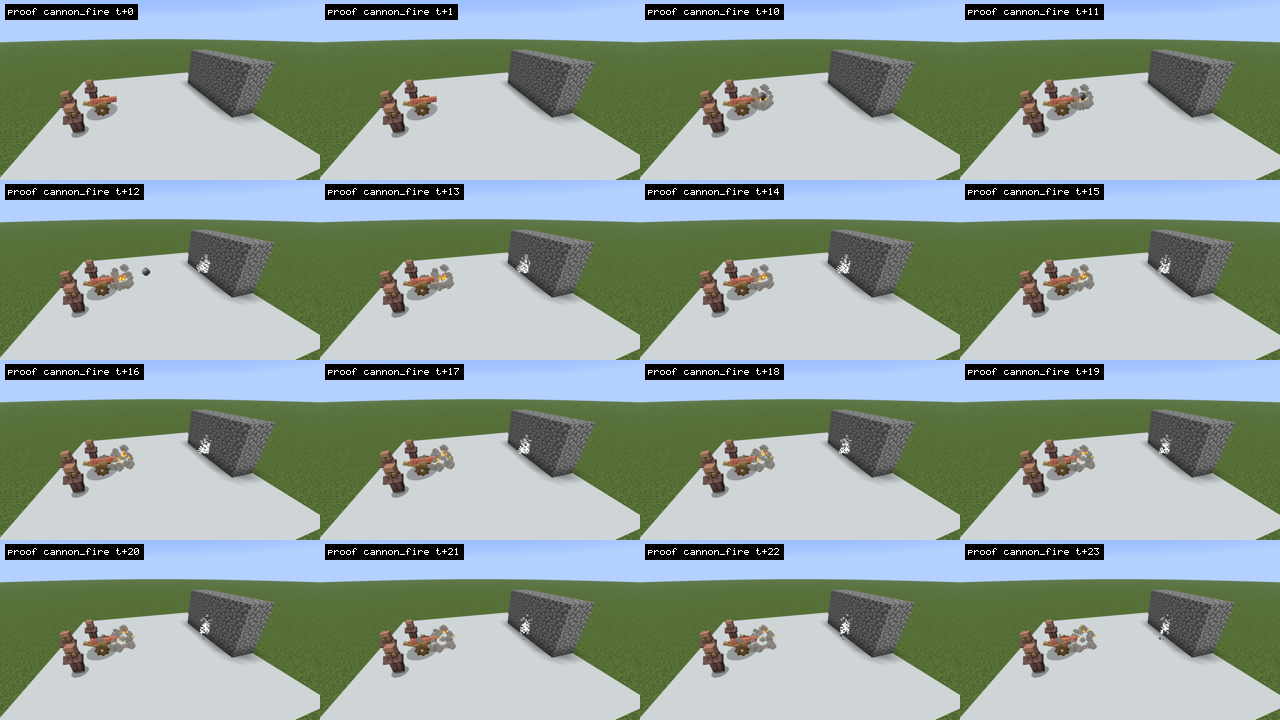 proof cannon_fire t+0
proof cannon_fire t+1
proof cannon_fire t+10
proof cannon_fire t+11
proof cannon_fire t+12
proof cannon_fire t+13
proof cannon_fire t+14
proof cannon_fire t+15
proof cannon_fire t+16
proof cannon_fire t+17
proof cannon_fire t+18
proof cannon_fire t+19
proof cannon_fire t+20
proof cannon_fire t+21
proof cannon_fire t+22
proof cannon_fire t+23